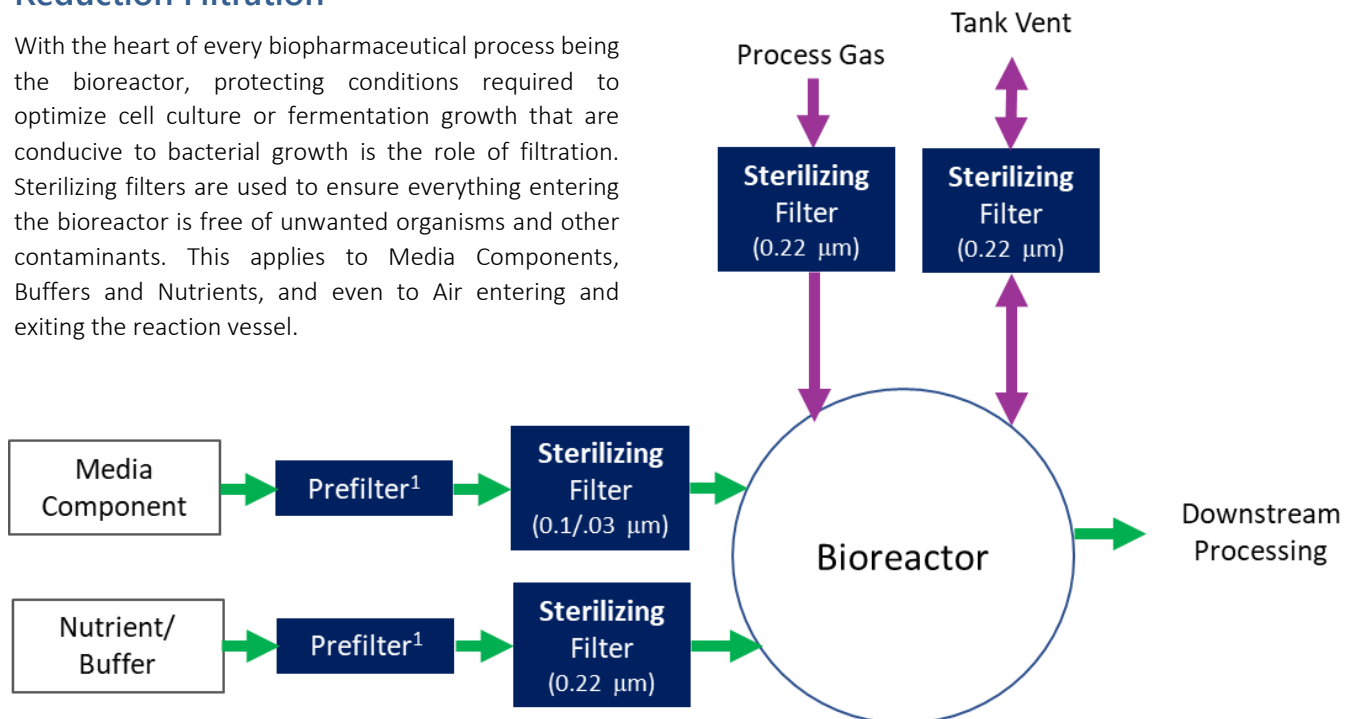 Reduction Filtration
With the heart of every biopharmaceutical process being
the bioreactor, protecting conditions required to
optimize cell culture or fermentation growth that are
conducive to bacterial growth is the role of filtration.
Sterilizing filters are used to ensure everything entering
the bioreactor is free of unwanted organisms and other
contaminants. This applies to Media Components,
Buffers and Nutrients, and even to Air entering and
exiting the reaction vessel.
Process Gas
Tank Vent
Sterilizing
Filter
(0.22 µm)
Sterilizing
Filter
(0.22 µm)
Media
Component
Prefilter¹
Sterilizing
Filter
(0.1/.03 µm)
Nutrient/
Buffer
Prefilter¹
Sterilizing
Filter
(0.22 µm)
Bioreactor
Downstream
Processing